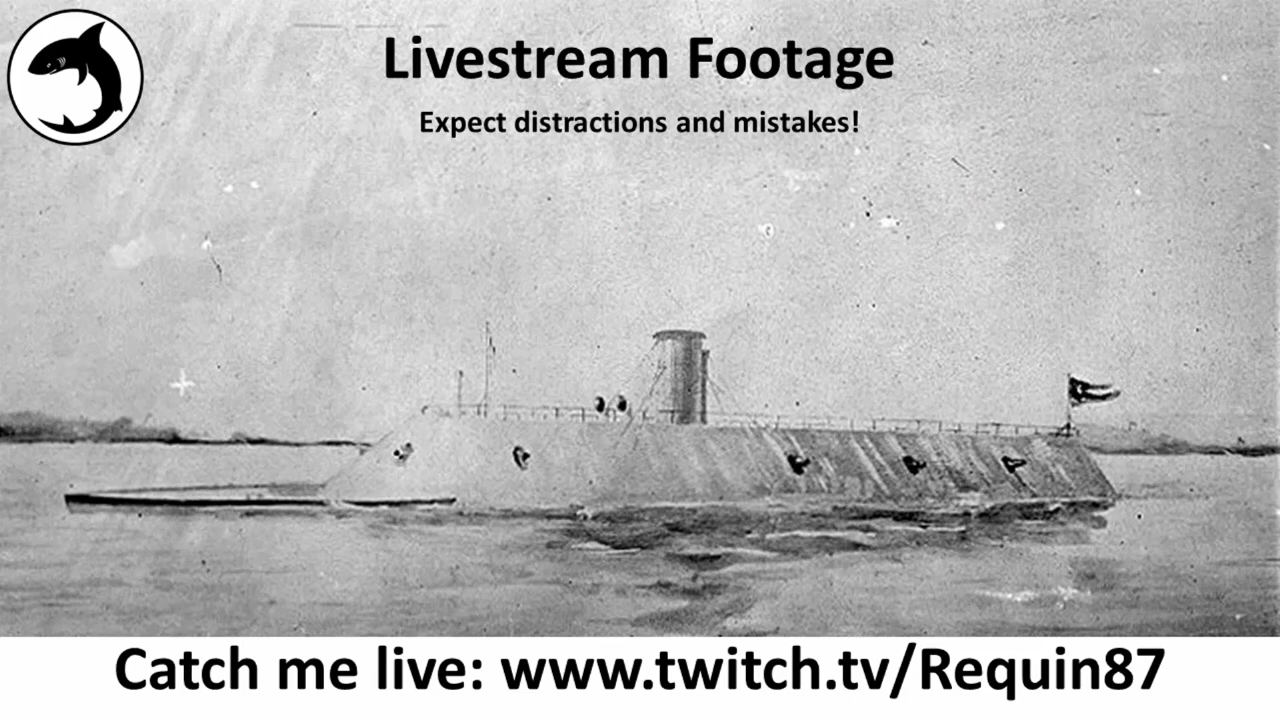 Livestream Footage
Expect distractions and mistakes!
Catch me live: www.twitch.tv/Requin87